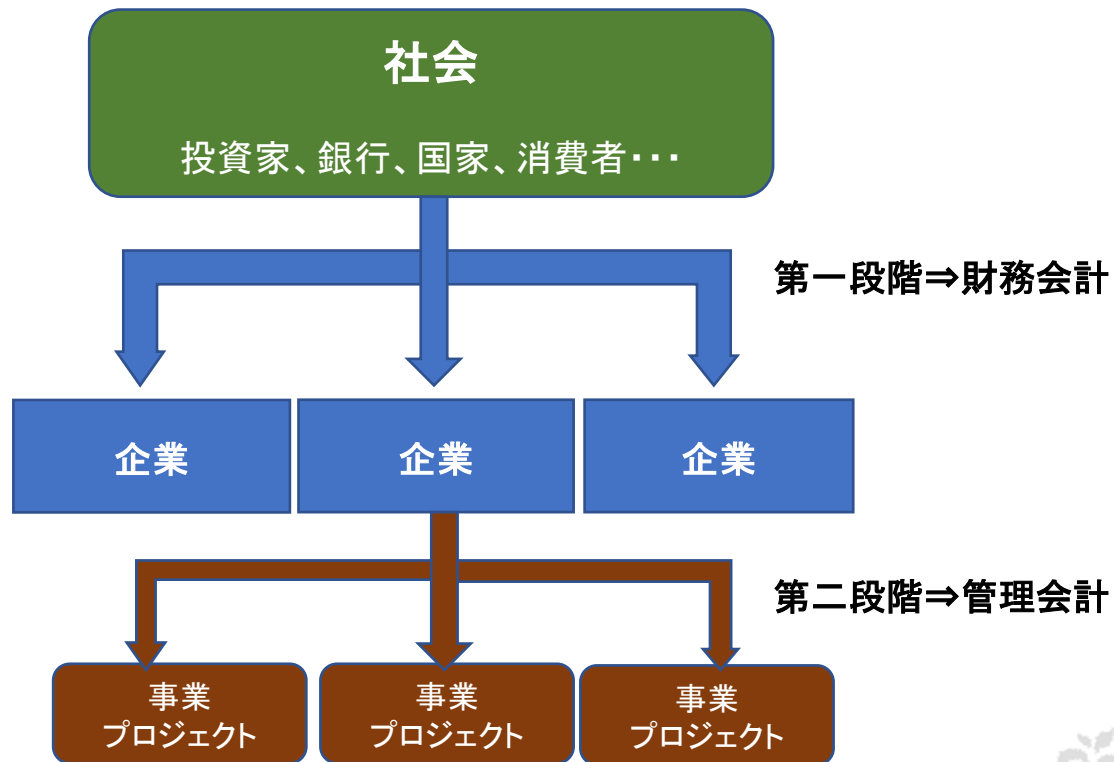 社会
投資家、銀行、国家、消費者･･･
第一段階⇒財務会計
企業
企業
企業
第二段階⇒管理会計
事業
プロジェクト
事業
プロジェクト
事業
プロジェクト